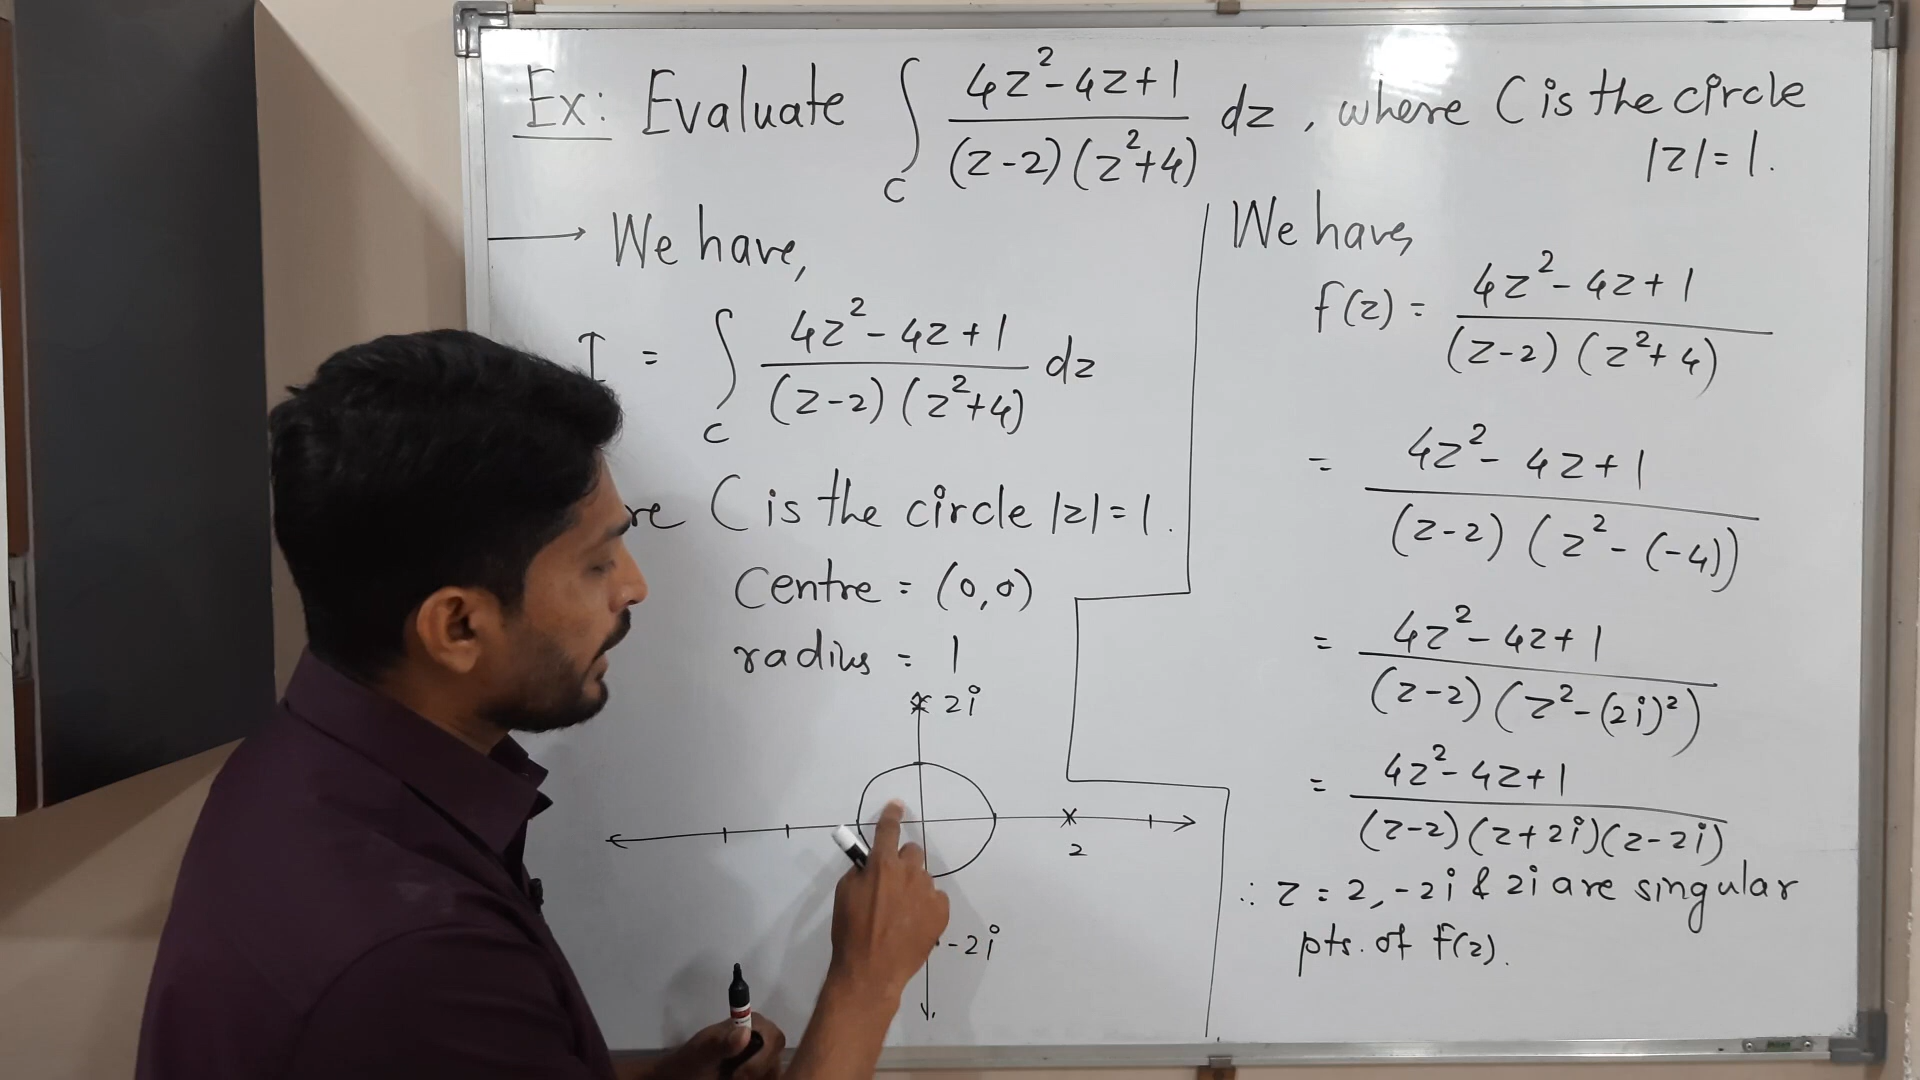 Ex: Evaluate ∫_C (4z²-4z+1)/((z-2)(z²+4)) dz, where C is the circle
|z|=1.
→ We have,
I = ∫_C (4z²-4z+1)/((z-2)(z²+4)) dz
re C is the circle |z|=1.
Centre = (0,0)
radius = 1
2i
2
-2i
We have,
f(z) = (4z²-4z+1)/((z-2)(z²+4))
= (4z²-4z+1)/((z-2)(z²-(-4)))
= (4z²-4z+1)/((z-2)(z²-(2i)²))
= (4z²-4z+1)/((z-2)(z+2i)(z-2i))
∴ z = 2, -2i & 2i are singular
pts. of f(z).